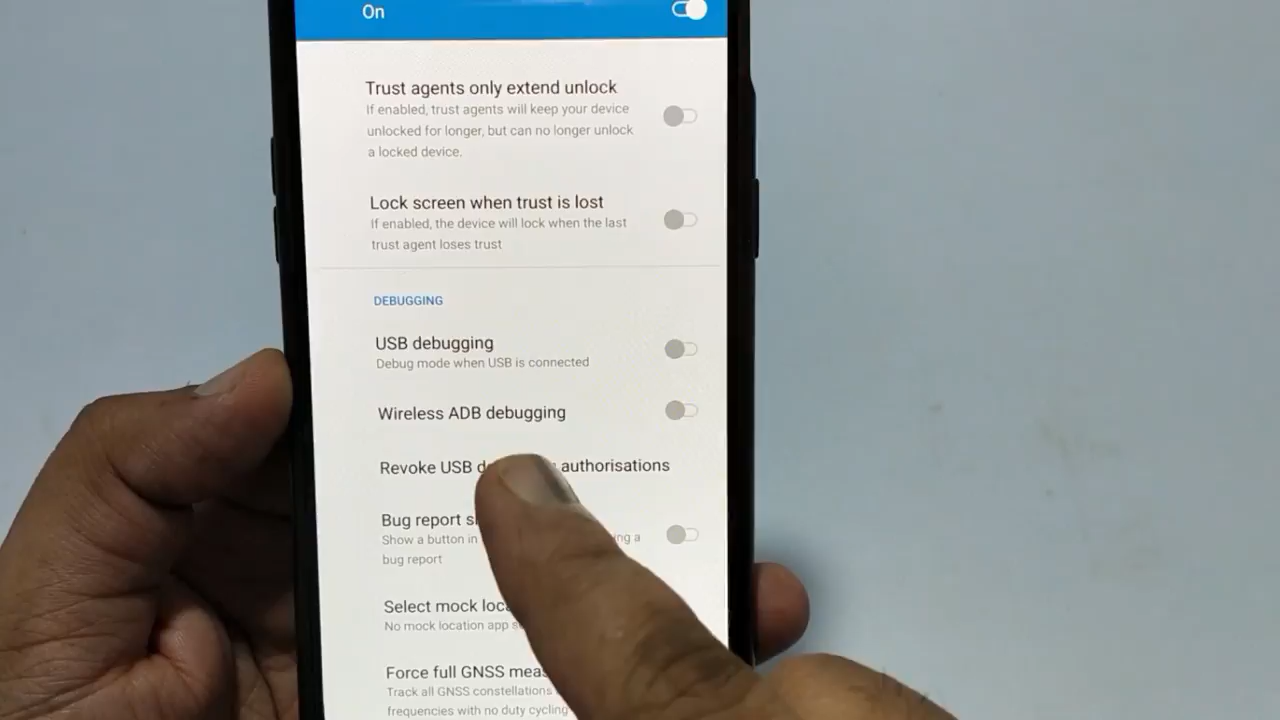 On
Trust agents only extend unlock
If enabled, trust agents will keep your device
unlocked for longer, but can no longer unlock
a locked device.
Lock screen when trust is lost
If enabled, the device will lock when the last
trust agent loses trust
DEBUGGING
USB debugging
Debug mode when USB is connected
Wireless ADB debugging
Revoke USB authorisations
Bug report
Show a button in a
bug report
Select mock
No mock location app
Force full GNSS
Track all GNSS constellations
frequencies with no duty cycling